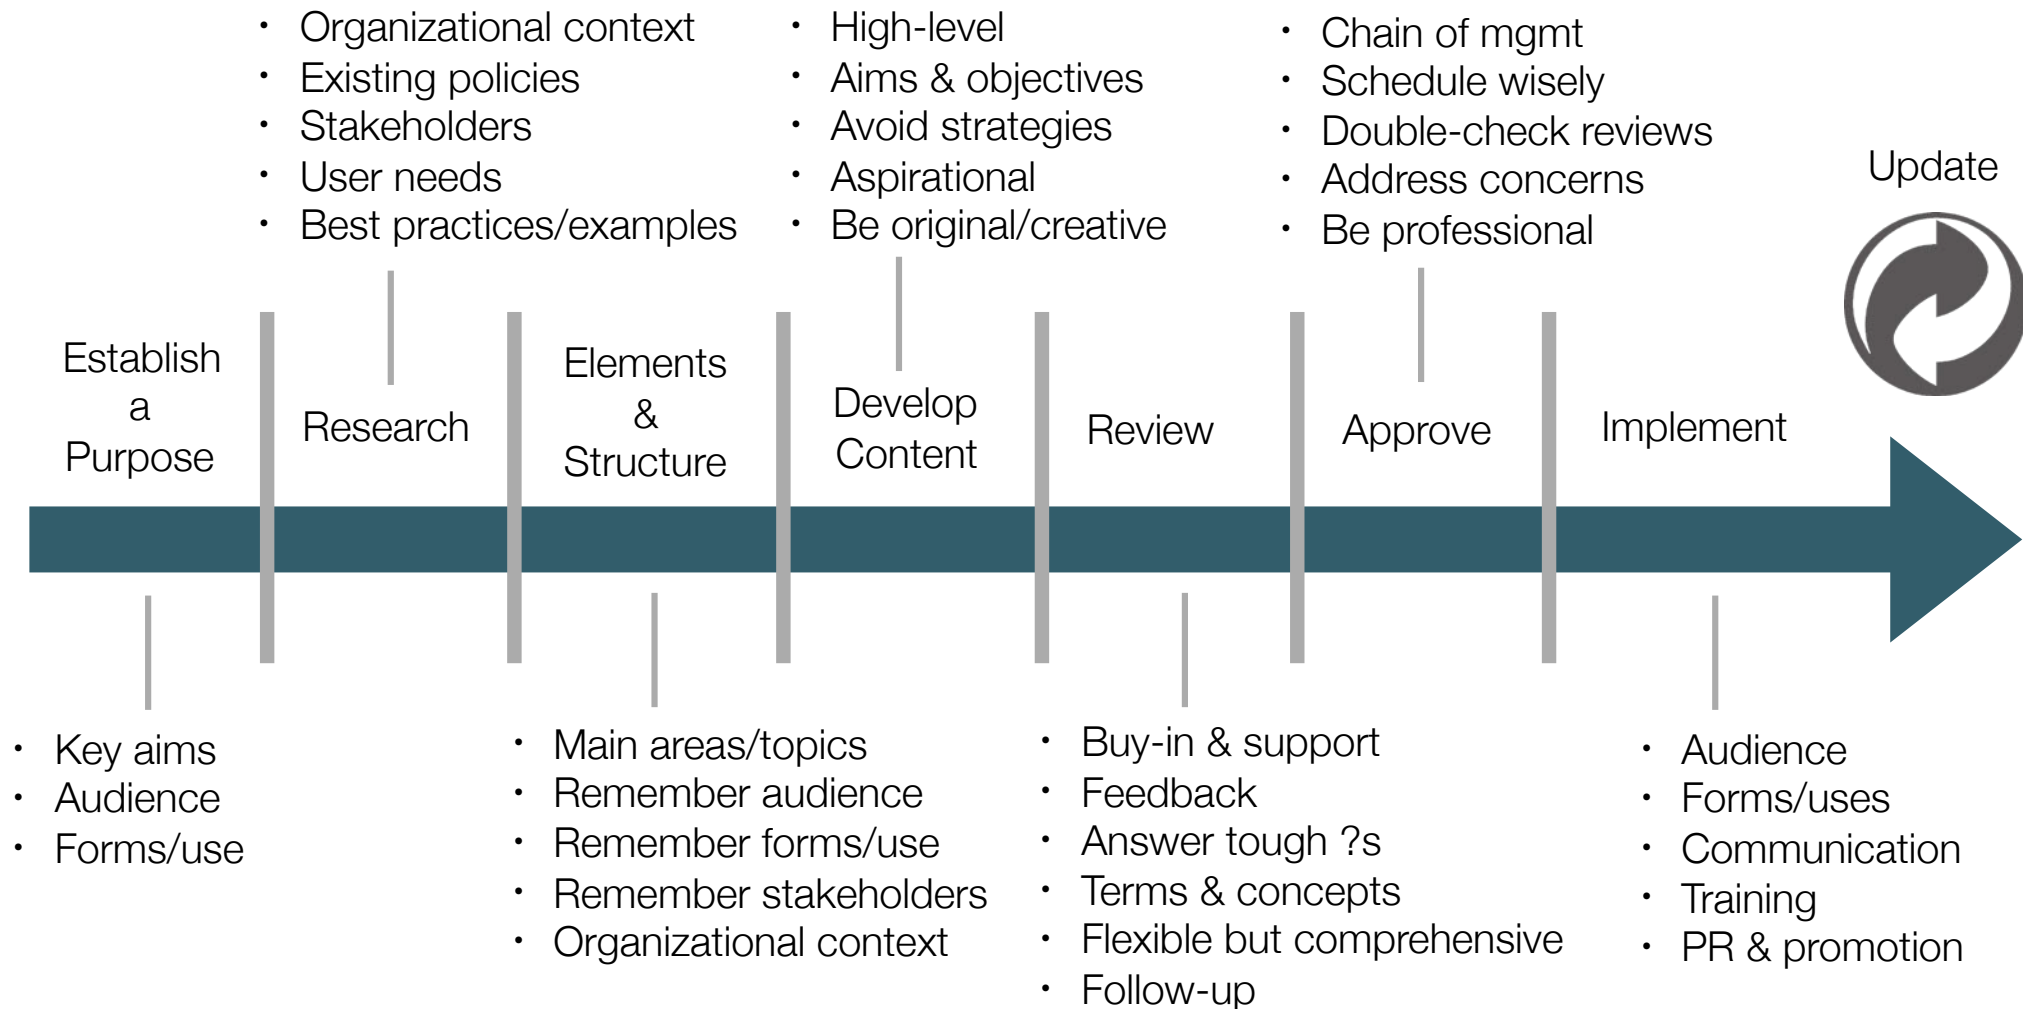 • Organizational context
• Existing policies
• Stakeholders
• User needs
• Best practices/examples
• High-level
• Aims & objectives
• Avoid strategies
• Aspirational
• Be original/creative
• Chain of mgmt
• Schedule wisely
• Double-check reviews
• Address concerns
• Be professional
Update
Establish
a
Purpose
Research
Elements
&
Structure
Develop
Content
Review
Approve
Implement
• Key aims
• Audience
• Forms/use
• Main areas/topics
• Remember audience
• Remember forms/use
• Remember stakeholders
• Organizational context
• Buy-in & support
• Feedback
• Answer tough ?s
• Terms & concepts
• Flexible but comprehensive
• Follow-up
• Audience
• Forms/uses
• Communication
• Training
• PR & promotion